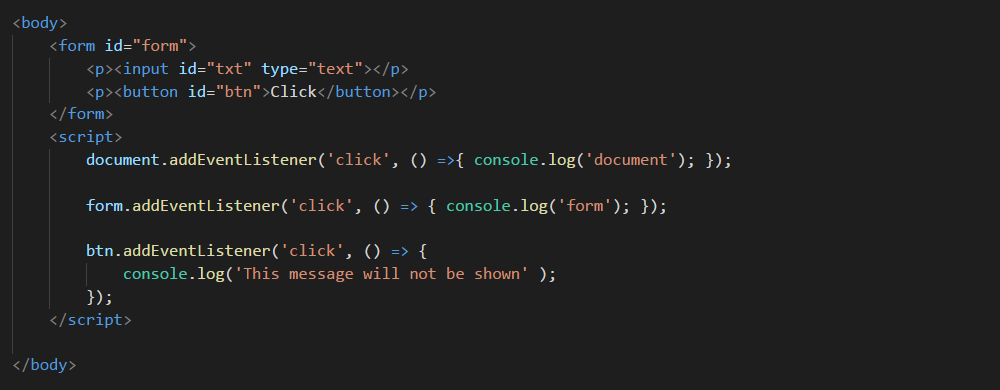 <body>
<form id="form">
<p><input id="txt" type="text"></p>
<p><button id="btn">Click</button></p>
</form>
<script>
document.addEventListener('click', () =>{ console.log('document'); });
form.addEventListener('click', () => { console.log('form'); });
btn.addEventListener('click', () => {
console.log('This message will not be shown' );
});
</script>
</body>